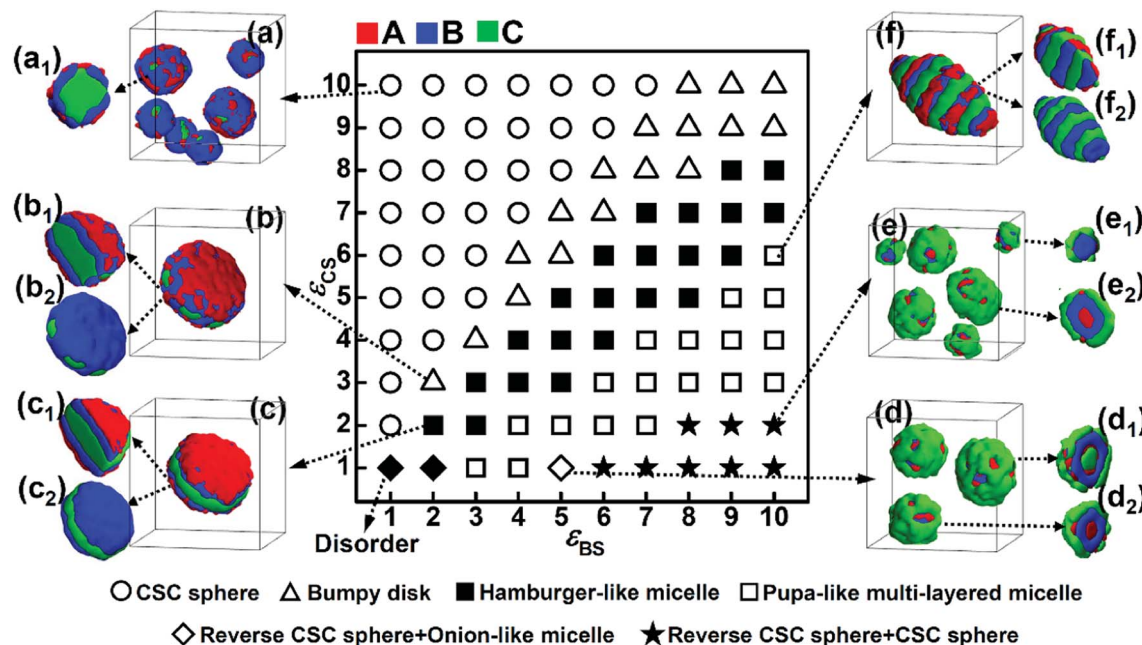 A B C
(a)
(a₁)
(b)
(b₁)
(b₂)
(c)
(c₁)
(c₂)
(f)
(f₁)
(f₂)
(e)
(e₁)
(e₂)
(d)
(d₁)
(d₂)
ε_CS
10
9
8
7
6
5
4
3
2
1
1 2 3 4 5 6 7 8 9 10
Disorder
ε_BS
CSC sphere Bumpy disk Hamburger-like micelle Pupa-like multi-layered micelle
Reverse CSC sphere+Onion-like micelle Reverse CSC sphere+CSC sphere